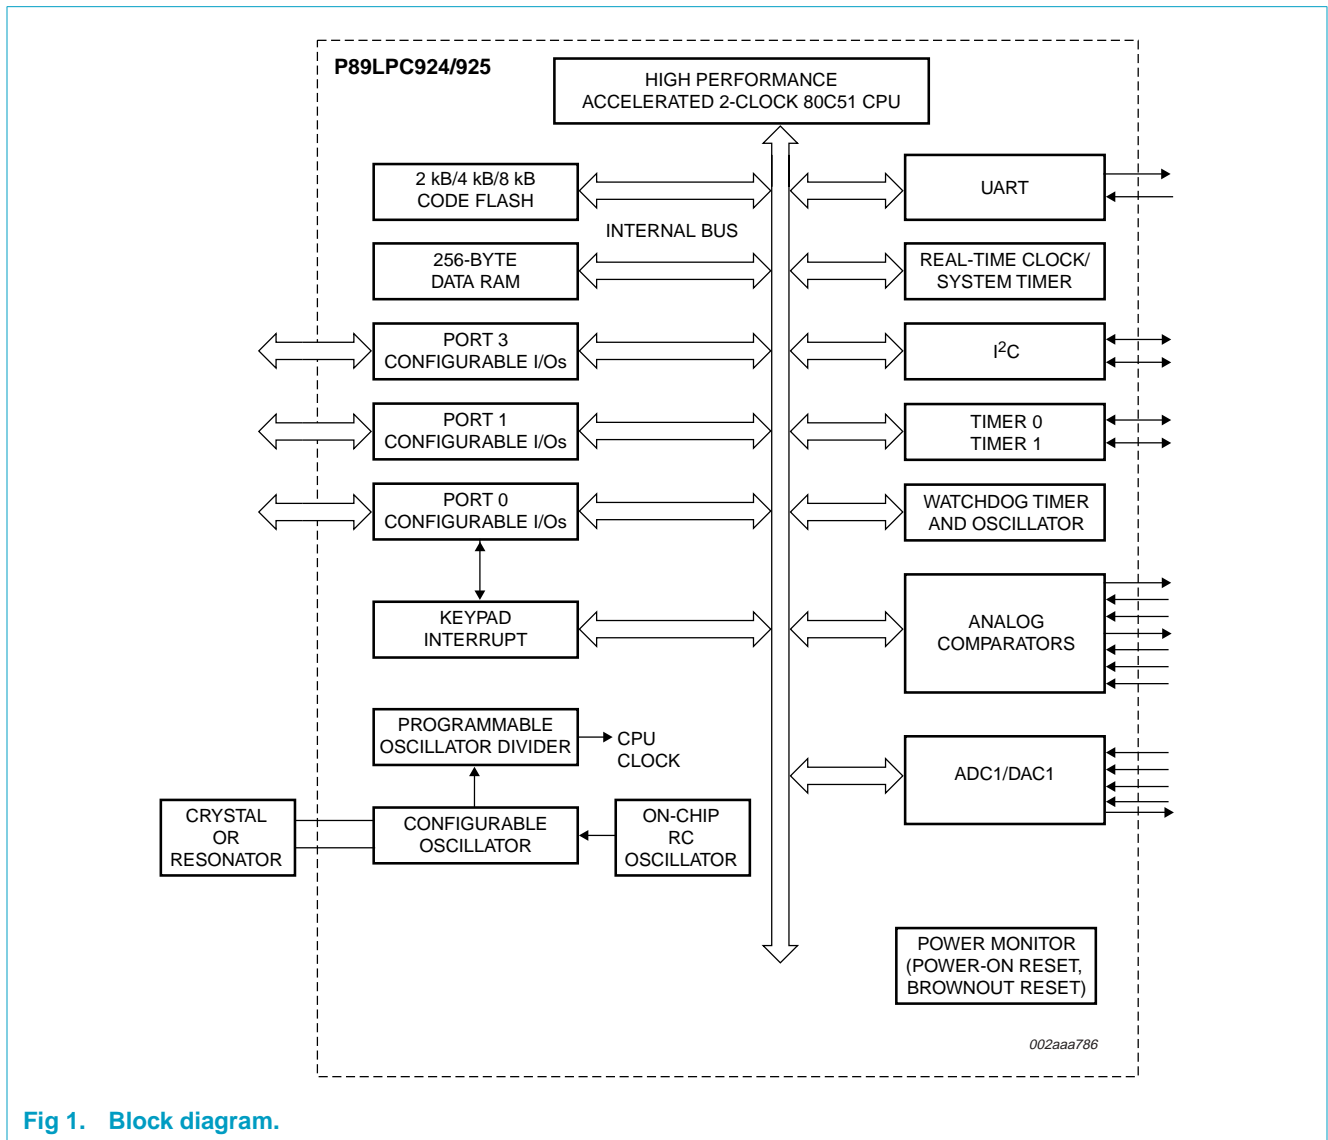 P89LPC924/925
HIGH PERFORMANCE
ACCELERATED 2-CLOCK 80C51 CPU
2 kB/4 kB/8 kB
CODE FLASH
UART
INTERNAL BUS
256-BYTE
DATA RAM
REAL-TIME CLOCK/
SYSTEM TIMER
PORT 3
CONFIGURABLE I/Os
I²C
PORT 1
CONFIGURABLE I/Os
TIMER 0
TIMER 1
PORT 0
CONFIGURABLE I/Os
WATCHDOG TIMER
AND OSCILLATOR
KEYPAD
INTERRUPT
ANALOG
COMPARATORS
PROGRAMMABLE
OSCILLATOR DIVIDER
CPU
CLOCK
ADC1/DAC1
CRYSTAL
OR
RESONATOR
CONFIGURABLE
OSCILLATOR
ON-CHIP
RC
OSCILLATOR
POWER MONITOR
(POWER-ON RESET,
BROWNOUT RESET)
002aaa786
Fig 1. Block diagram.